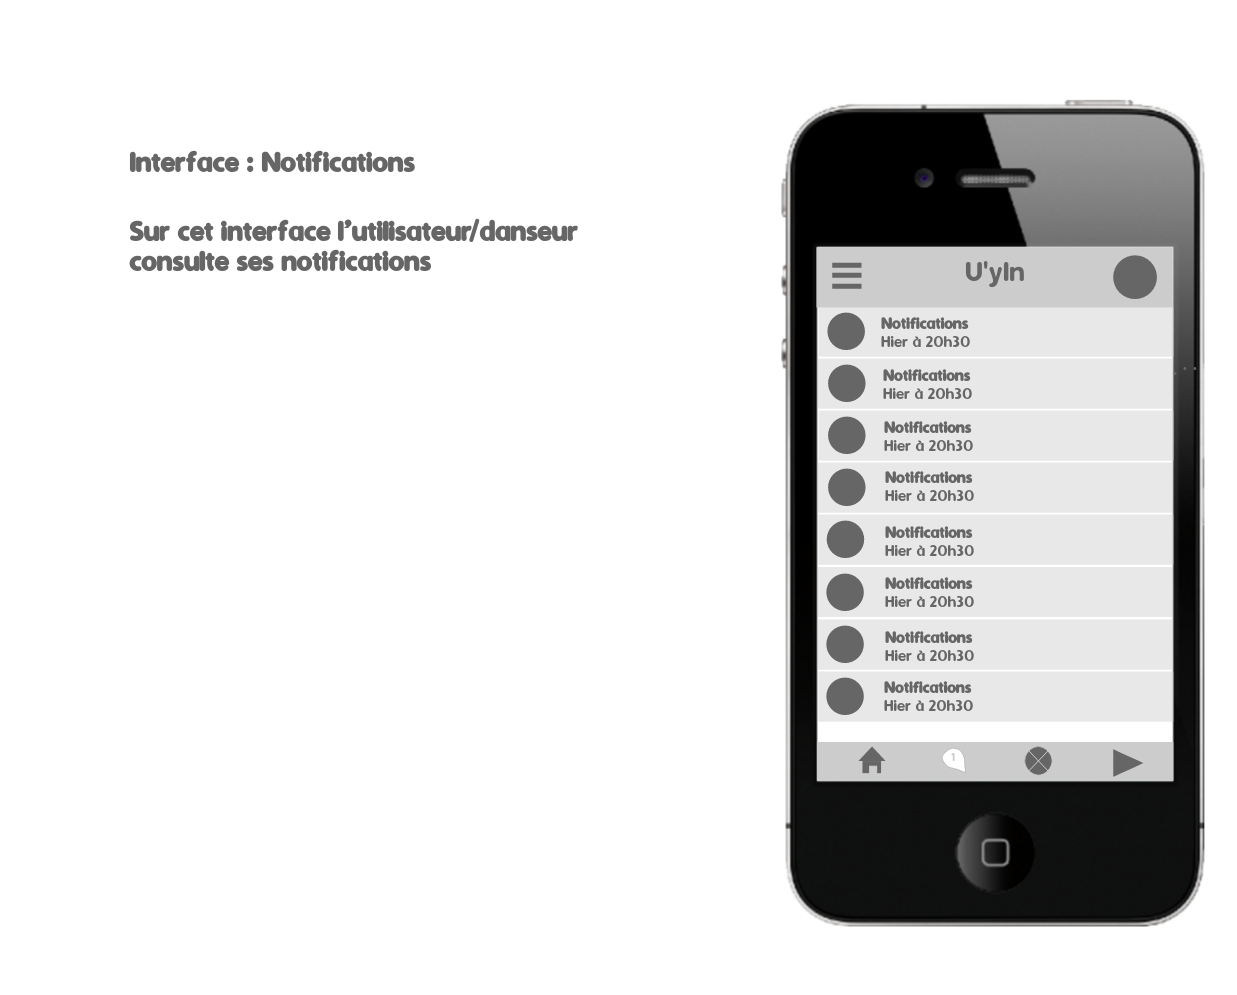 Interface : Notifications
Sur cet interface l'utilisateur/danseur
consulte ses notifications
U'yIn
Notifications
Hier à 20h30
Notifications
Hier à 20h30
Notifications
Hier à 20h30
Notifications
Hier à 20h30
Notifications
Hier à 20h30
Notifications
Hier à 20h30
Notifications
Hier à 20h30
Notifications
Hier à 20h30
1